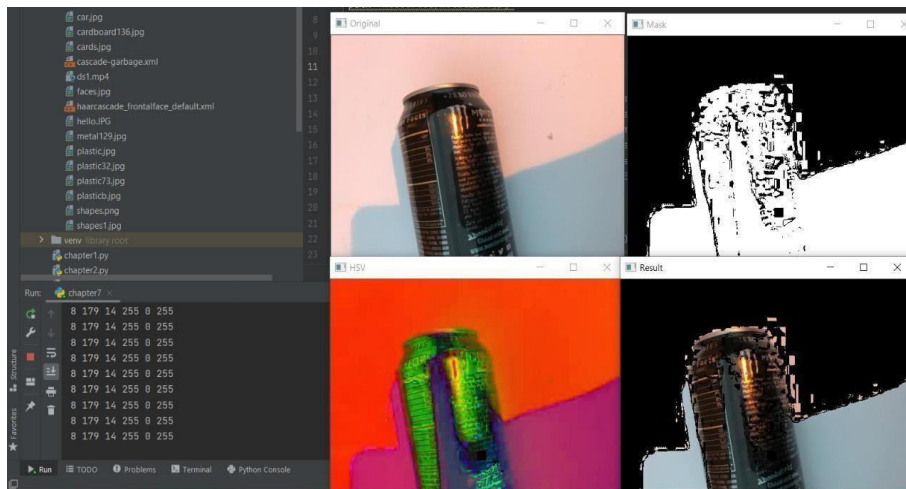 car.jpg
cardboard136.jpg
cards.jpg
cascade-garbage.xml
ds1.mp4
faces.jpg
haarcascade_frontalface_default.xml
hello.JPG
metal129.jpg
plastic.jpg
plastic32.jpg
plastic73.jpg
plasticb.jpg
shapes.png
shapes1.jpg
venv library root
chapter1.py
chapter2.py
8
9
10
11
12
13
14
15
16
17
18
19
20
21
22
23
Original
Facts
Mask
HSV
Result
Run: chapter7
8 179 14 255 0 255
8 179 14 255 0 255
8 179 14 255 0 255
8 179 14 255 0 255
8 179 14 255 0 255
8 179 14 255 0 255
8 179 14 255 0 255
8 179 14 255 0 255
Structure
Favorites
Run TODO Problems Terminal Python Console